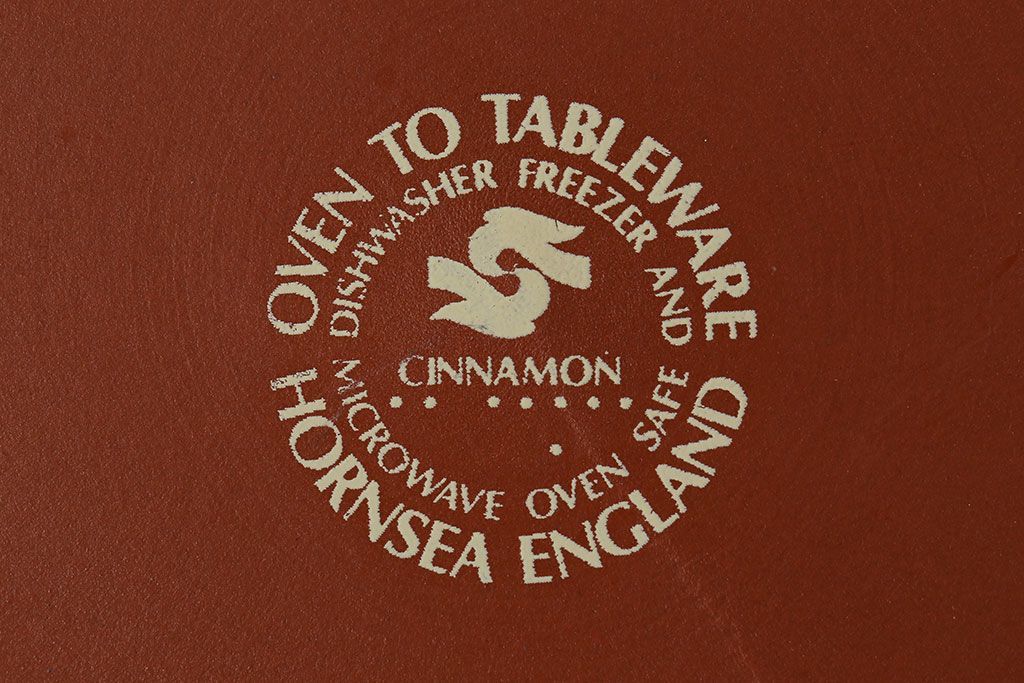 OVEN TO TABLEWARE
DISHWASHER FREEZER AND
CINNAMON
MICROWAVE OVEN SAFE
HORNSEA ENGLAND